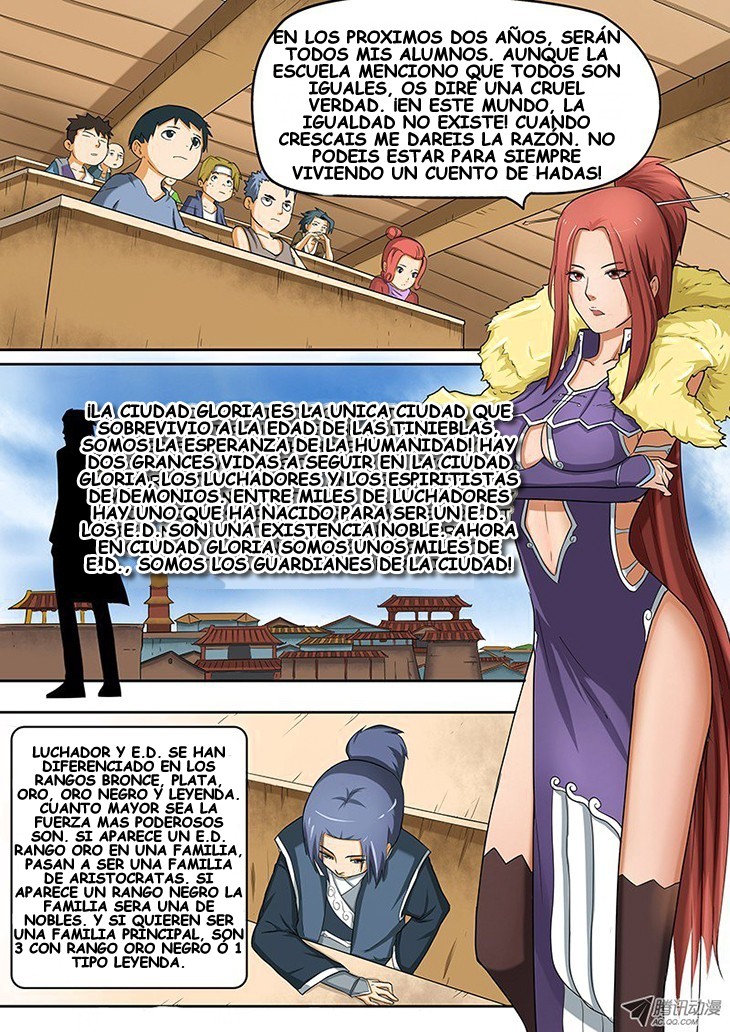 EN LOS PROXIMOS DOS AÑOS, SERÁN
TODOS MIS ALUMNOS. AUNQUE LA
ESCUELA MENCIONO QUE TODOS SON
IGUALES, OS DIRE UNA CRUEL
VERDAD. ¡EN ESTE MUNDO, LA
IGUALDAD NO EXISTE! CUANDO
CRESCAIS ME DAREIS LA RAZÓN. NO
PODEIS ESTAR PARA SIEMPRE
VIVIENDO UN CUENTO DE HADAS!
¡LA CIUDAD GLORIA ES LA UNICA CIUDAD QUE
SOBREVIVIO A LA EDAD DE LAS TINIEBLAS,
SOMOS LA ESPERANZA DE LA HUMANIDAD! HAY
DOS GRANCES VIDAS A SEGUIR EN LA CIUDAD
GLORIA, LOS LUCHADORES Y LOS ESPIRITISTAS
DE DEMONIOS. ENTRE MILES DE LUCHADORES
HAY UNO QUE HA NACIDO PARA SER UN E.D.
LOS E.D. SON UNA EXISTENCIA NOBLE. AHORA
EN CIUDAD GLORIA SOMOS UNOS MILES DE
E.D., SOMOS LOS GUARDIANES DE LA CIUDAD!
LUCHADOR Y E.D. SE HAN
DIFERENCIADO EN LOS
RANGOS BRONCE, PLATA,
ORO, ORO NEGRO Y LEYENDA.
CUANTO MAYOR SEA LA
FUERZA MAS PODEROSOS
SON. SI APARECE UN E.D.
RANGO ORO EN UNA FAMILIA,
PASAN A SER UNA FAMILIA
DE ARISTOCRATAS. SI
APARECE UN RANGO NEGRO LA
FAMILIA SERA UNA DE
NOBLES. Y SI QUIEREN SER
UNA FAMILIA PRINCIPAL, SON
3 CON RANGO ORO NEGRO Ó 1
TIPO LEYENDA.
腾讯动漫
AC.QQ.COM